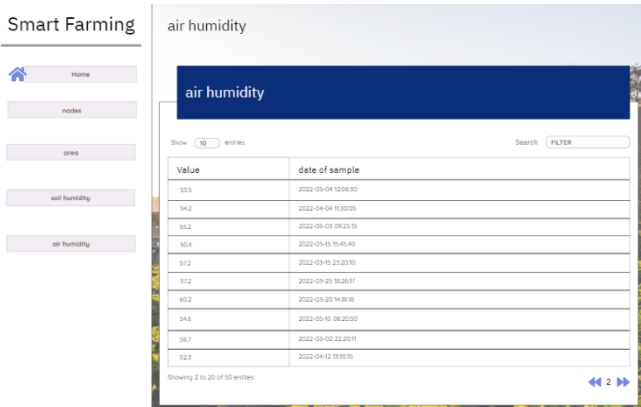 Smart Farming
air humidity
Home
nodes
area
soil humidity
air humidity
air humidity
Show 10 entries
Search FILTER
Value date of sample
53.5 2022-05-04 12:06:30
54.2 2022-04-04 11:30:05
55.2 2022-05-03 09:25:15
50.4 2022-05-15 15:45:40
57.2 2022-03-15 23:20:10
57.2 2022-03-25 18:26:17
60.2 2022-03-20 14:18:18
54.6 2022-05-10 08:20:50
58.7 2022-05-02 22:20:11
52.3 2022-04-12 13:10:15
Showing 2 to 20 of 50 entites
2